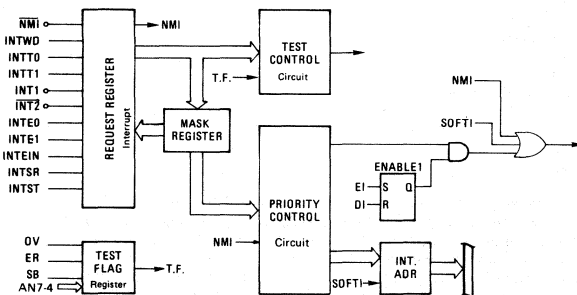 NMI
INTWD
INTT0
INTT1
INT1
INT2
INTE0
INTE1
INTEIN
INTSR
INTST
REQUEST REGISTER
Interrupt
NMI
TEST
CONTROL
Circuit
T.F.
MASK
REGISTER
PRIORITY
CONTROL
Circuit
NMI
ENABLE1
EI
S
Q
DI
R
NMI
SOFTI
INT.
ADR
SOFTI
OV
ER
SB
AN7-4
TEST
FLAG
Register
T.F.